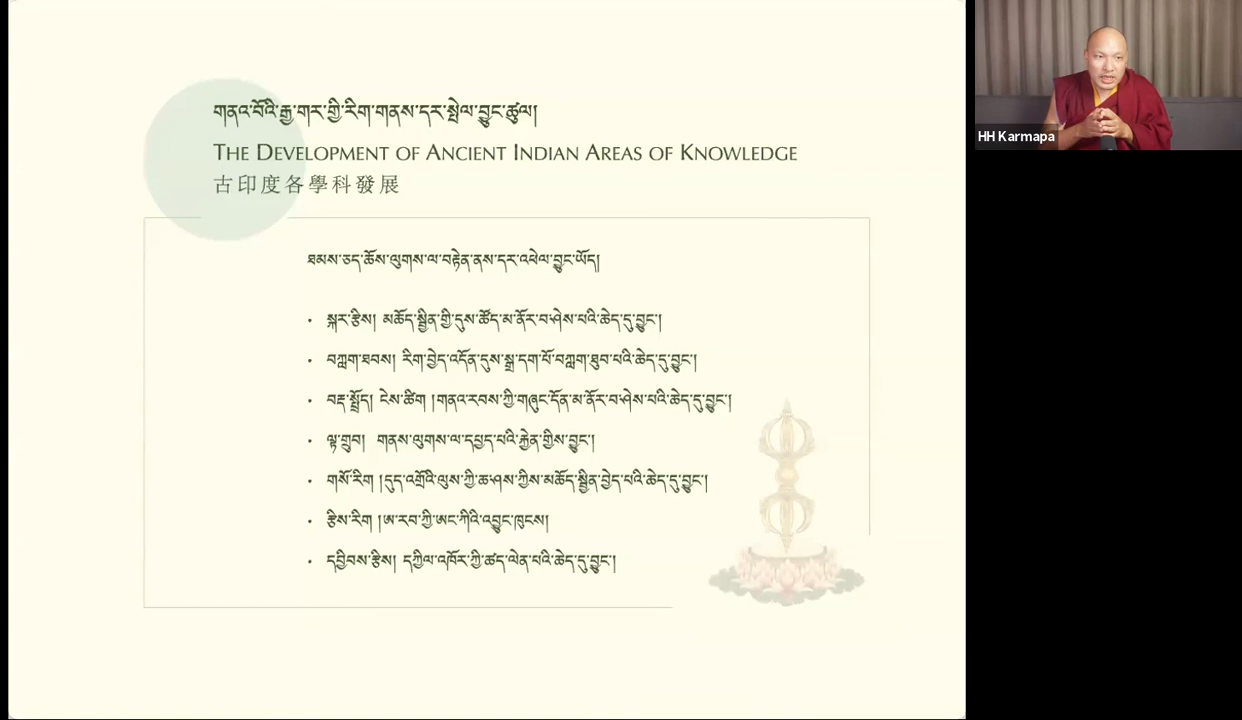 གནའ་བོའི་རྒྱ་གར་གྱི་རིག་གནས་དར་སྤེལ་བྱུང་ཚུལ།
THE DEVELOPMENT OF ANCIENT INDIAN AREAS OF KNOWLEDGE
古印度各學科發展
ཐམས་ཅད་ཆོས་ལུགས་ལ་བརྟེན་ནས་དར་འཕེལ་བྱུང་ཡོད།
• སྐར་རྩིས། མཆོད་སྦྱིན་གྱི་དུས་ཚོད་མ་ནོར་བ་ཤེས་པའི་ཆེད་དུ་བྱུང་།
• བཀླག་ཐབས། རིག་བྱེད་འདོན་དུས་སྒྲ་དག་པོ་བཀླག་ཐུབ་པའི་ཆེད་དུ་བྱུང་།
• བརྡ་སྤྲོད། ངེས་ཚིག །གནའ་རབས་ཀྱི་གཞུང་དོན་མ་ནོར་བ་ཤེས་པའི་ཆེད་དུ་བྱུང་།
• ལྟ་གྲུབ། གནས་ལུགས་ལ་དཔྱད་པའི་རྐྱེན་གྱིས་བྱུང་།
• གསོ་རིག །དུད་འགྲོའི་ལུས་ཀྱི་ཆ་ཤས་ཀྱིས་མཆོད་སྦྱིན་བྱེད་པའི་ཆེད་དུ་བྱུང་།
• རྩིས་རིག །ཨ་རབ་ཀྱི་ཨང་ཀིའི་འབྱུང་ཁུངས།
• དབྱིབས་རྩིས། དཀྱིལ་འཁོར་ཀྱི་ཚད་ལེན་པའི་ཆེད་དུ་བྱུང་།
HH Karmapa